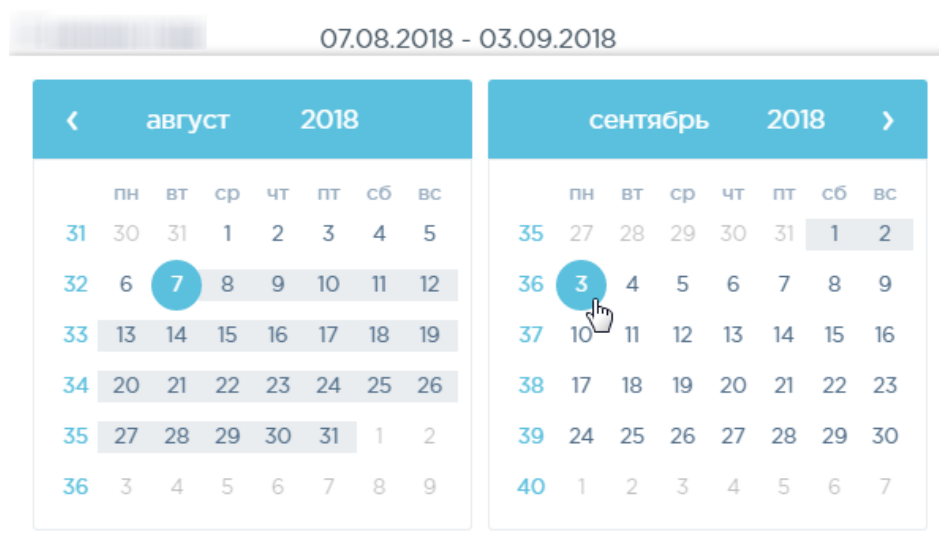 07.08.2018 - 03.09.2018
‹ август 2018
пн вт ср чт пт сб вс
31 30 31 1 2 3 4 5
32 6 7 8 9 10 11 12
33 13 14 15 16 17 18 19
34 20 21 22 23 24 25 26
35 27 28 29 30 31 1 2
36 3 4 5 6 7 8 9
сентябрь 2018 ›
пн вт ср чт пт сб вс
35 27 28 29 30 31 1 2
36 3 4 5 6 7 8 9
37 10 11 12 13 14 15 16
38 17 18 19 20 21 22 23
39 24 25 26 27 28 29 30
40 1 2 3 4 5 6 7